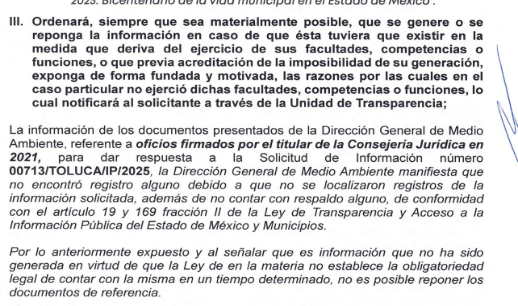 2025. Bicentenario de la vida municipal en el Estado de México".
III. Ordenará, siempre que sea materialmente posible, que se genere o se
reponga la información en caso de que ésta tuviera que existir en la
medida que deriva del ejercicio de sus facultades, competencias o
funciones, o que previa acreditación de la imposibilidad de su generación,
exponga de forma fundada y motivada, las razones por las cuales en el
caso particular no ejerció dichas facultades, competencias o funciones, lo
cual notificará al solicitante a través de la Unidad de Transparencia;
La información de los documentos presentados de la Dirección General de Medio
Ambiente, referente a oficios firmados por el titular de la Consejería Jurídica en
2021, para dar respuesta a la Solicitud de Información número
00713/TOLUCA/IP/2025, la Dirección General de Medio Ambiente manifiesta que
no encontró registro alguno debido a que no se localizaron registros de la
información solicitada, además de no contar con respaldo alguno, de conformidad
con el artículo 19 y 169 fracción II de la Ley de Transparencia y Acceso a la
Información Pública del Estado de México y Municipios.
Por lo anteriormente expuesto y al señalar que es información que no ha sido
generada en virtud de que la Ley de en la materia no establece la obligatoriedad
legal de contar con la misma en un tiempo determinado, no es posible reponer los
documentos de referencia.